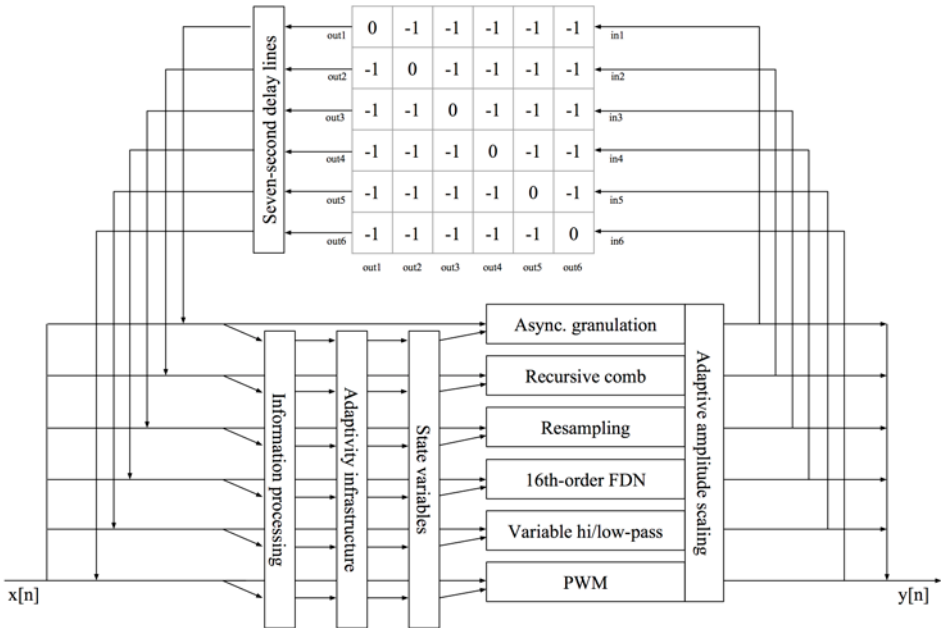 Seven-second delay lines
out1 0 -1 -1 -1 -1 -1 in1
out2 -1 0 -1 -1 -1 -1 in2
out3 -1 -1 0 -1 -1 -1 in3
out4 -1 -1 -1 0 -1 -1 in4
out5 -1 -1 -1 -1 0 -1 in5
out6 -1 -1 -1 -1 -1 0 in6
out1 out2 out3 out4 out5 out6
Information processing
Adaptivity infrastructure
State variables
Async. granulation
Recursive comb
Resampling
16th-order FDN
Variable hi/low-pass
PWM
Adaptive amplitude scaling
x[n]
y[n]